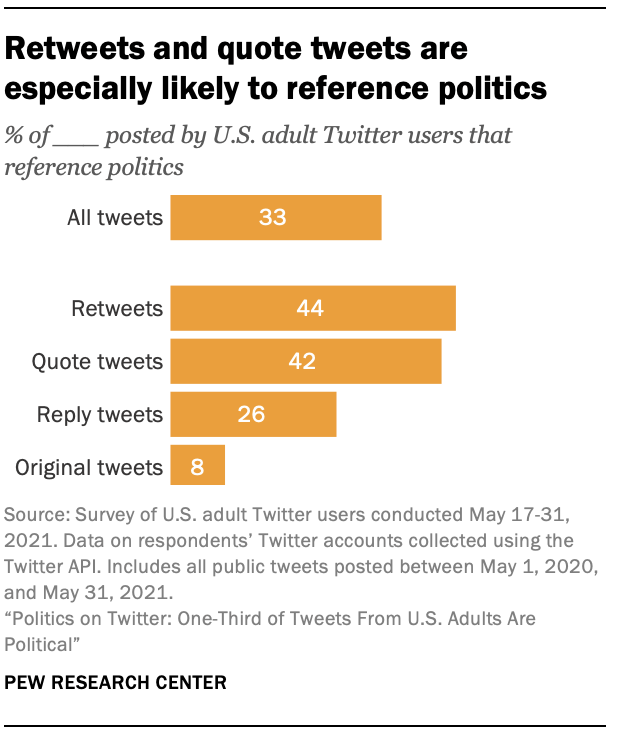 Retweets and quote tweets are
especially likely to reference politics
% of ___ posted by U.S. adult Twitter users that
reference politics
All tweets 33
Retweets 44
Quote tweets 42
Reply tweets 26
Original tweets 8
Source: Survey of U.S. adult Twitter users conducted May 17-31,
2021. Data on respondents’ Twitter accounts collected using the
Twitter API. Includes all public tweets posted between May 1, 2020,
and May 31, 2021.
“Politics on Twitter: One-Third of Tweets From U.S. Adults Are
Political”
PEW RESEARCH CENTER